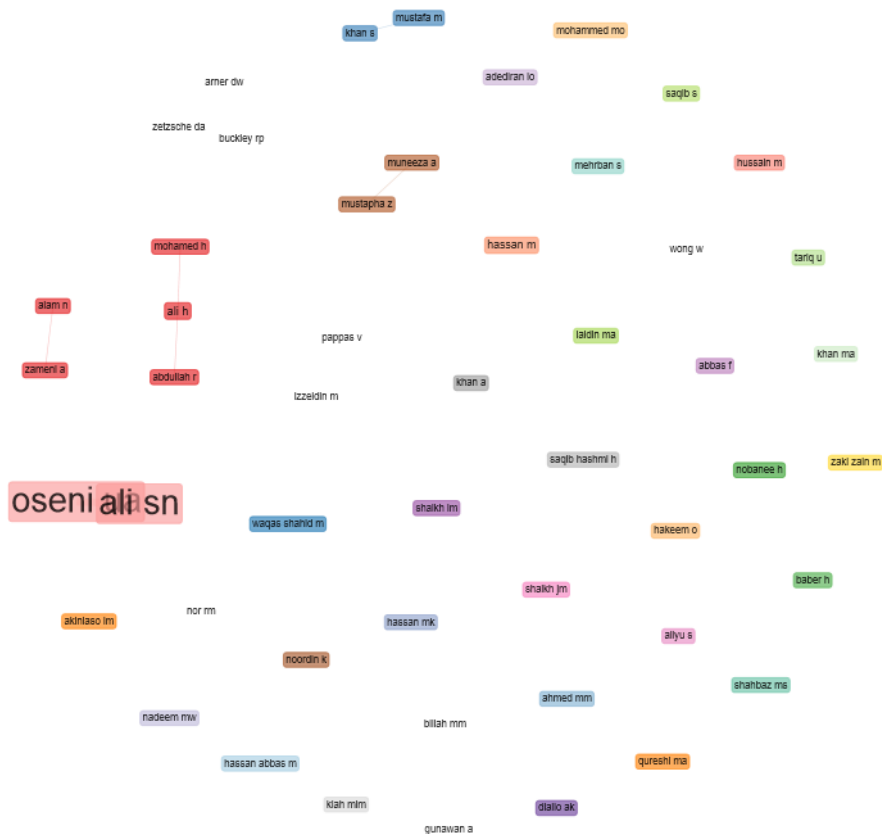 mustafa m
khan s
mohammed mo
adediran io
arner dw
saqib s
zetzsche da
buckley rp
muneeza a
mehrban s
hussain m
mustapha z
mohamed h
hassan m
wong w
tariq u
alam n
ali h
pappas v
laldin ma
khan ma
zameni a
abdullah r
khan a
abbas f
izzeldin m
saqib hashmi h
nobanee h
zaki zain m
oseni ua
ali sn
shaikh im
waqas shahid m
hakeem o
baber h
shaikh jm
nor rm
akinlaso im
hassan mk
aliyu s
noordin k
shahbaz ms
ahmed mm
nadeem mw
billah mm
hassan abbas m
qureshi ma
kiah mlm
diallo ak
gunawan a